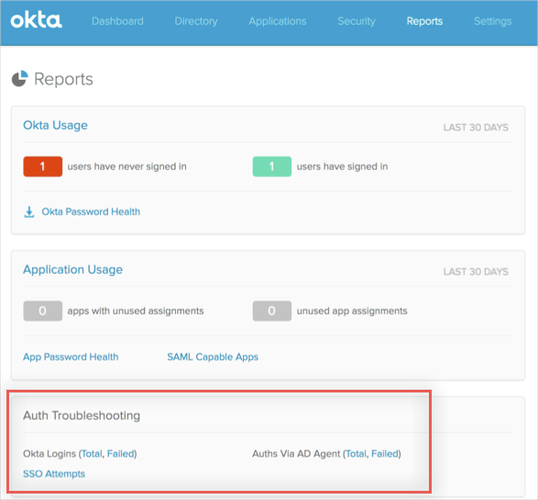 okta Dashboard Directory Applications Security Reports Settings
Reports
Okta Usage LAST 30 DAYS
1 users have never signed in 1 users have signed in
Okta Password Health
Application Usage LAST 30 DAYS
0 apps with unused assignments 0 unused app assignments
App Password Health SAML Capable Apps
Auth Troubleshooting
Okta Logins (Total, Failed) Auths Via AD Agent (Total, Failed)
SSO Attempts